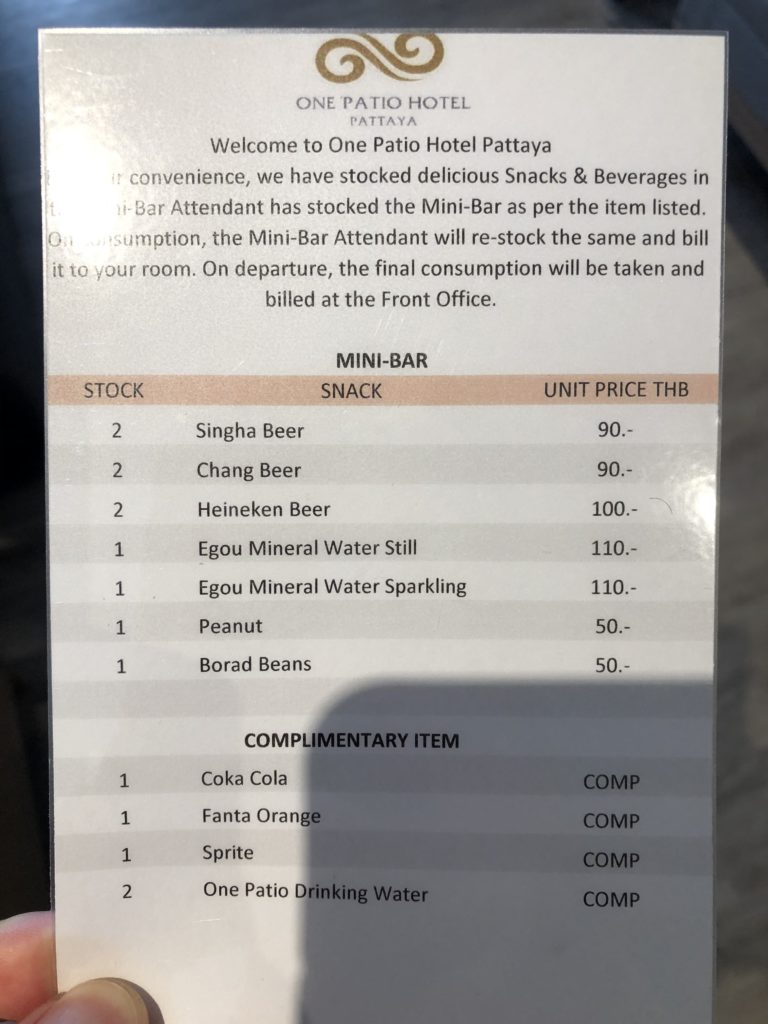 ONE PATIO HOTEL
PATTAYA
Welcome to One Patio Hotel Pattaya
convenience, we have stocked delicious Snacks & Beverages in
Attendant has stocked the Mini-Bar as per the item listed.
the Mini-Bar Attendant will re-stock the same and bill
it to your room. On departure, the final consumption will be taken and
billed at the Front Office.
MINI-BAR
STOCK SNACK UNIT PRICE THB
2 Singha Beer 90.-
2 Chang Beer 90.-
2 Heineken Beer 100.-
1 Egou Mineral Water Still 110.-
1 Egou Mineral Water Sparkling 110.-
1 Peanut 50.-
1 Borad Beans 50.-
COMPLIMENTARY ITEM
1 Coka Cola COMP
1 Fanta Orange COMP
1 Sprite COMP
2 One Patio Drinking Water COMP